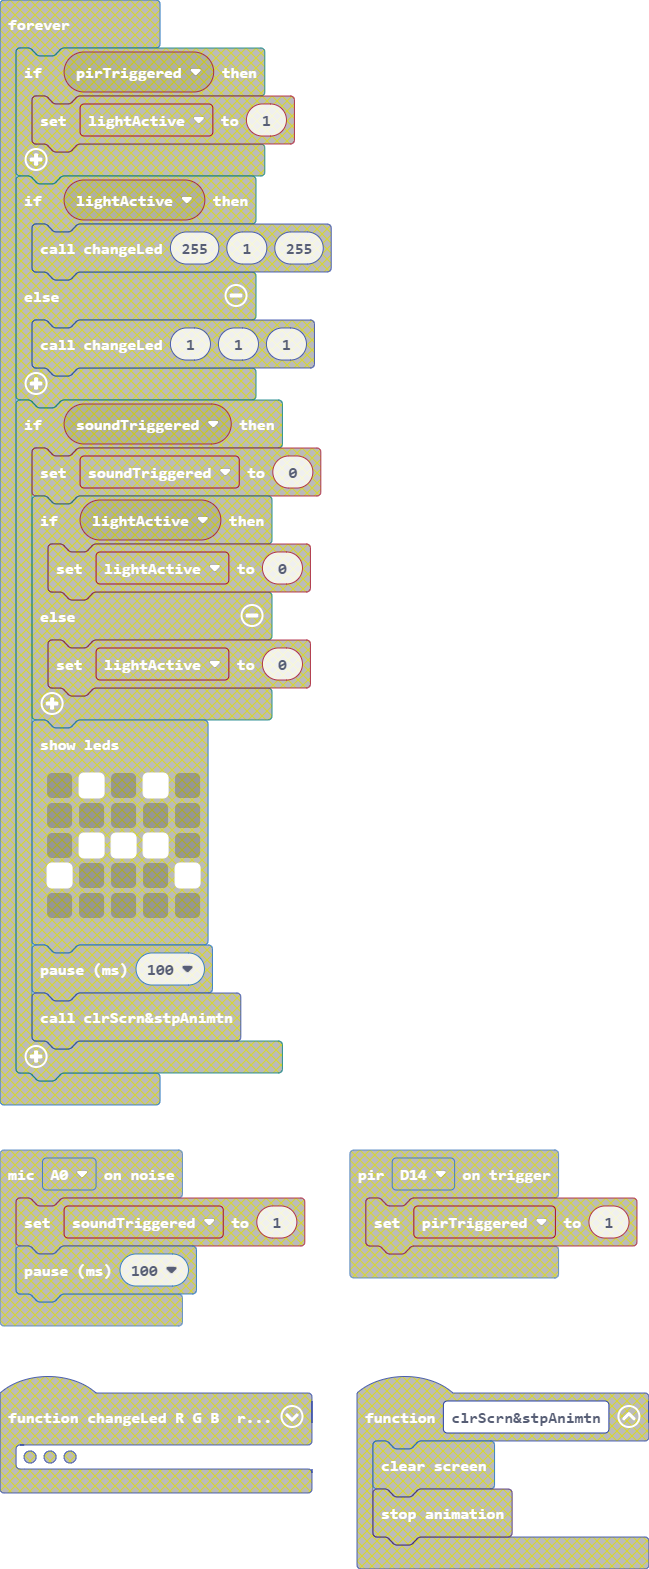 forever
if pirTriggered then
set lightActive to 1
if lightActive then
call changeLed 255 1 255
else
call changeLed 1 1 1
if soundTriggered then
set soundTriggered to 0
if lightActive then
set lightActive to 0
else
set lightActive to 0
show leds
pause (ms) 100
call clrScrn&stpAnimtn
mic A0 on noise
set soundTriggered to 1
pause (ms) 100
pir D14 on trigger
set pirTriggered to 1
function changeLed R G B r...
function clrScrn&stpAnimtn
clear screen
stop animation